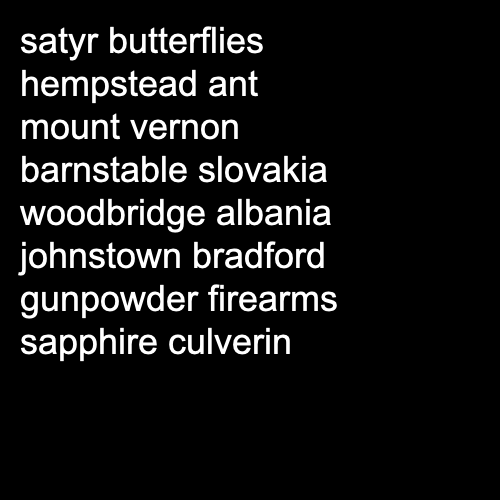 satyr butterflies
hempstead ant
mount vernon
barnstable slovakia
woodbridge albania
johnstown bradford
gunpowder firearms
sapphire culverin